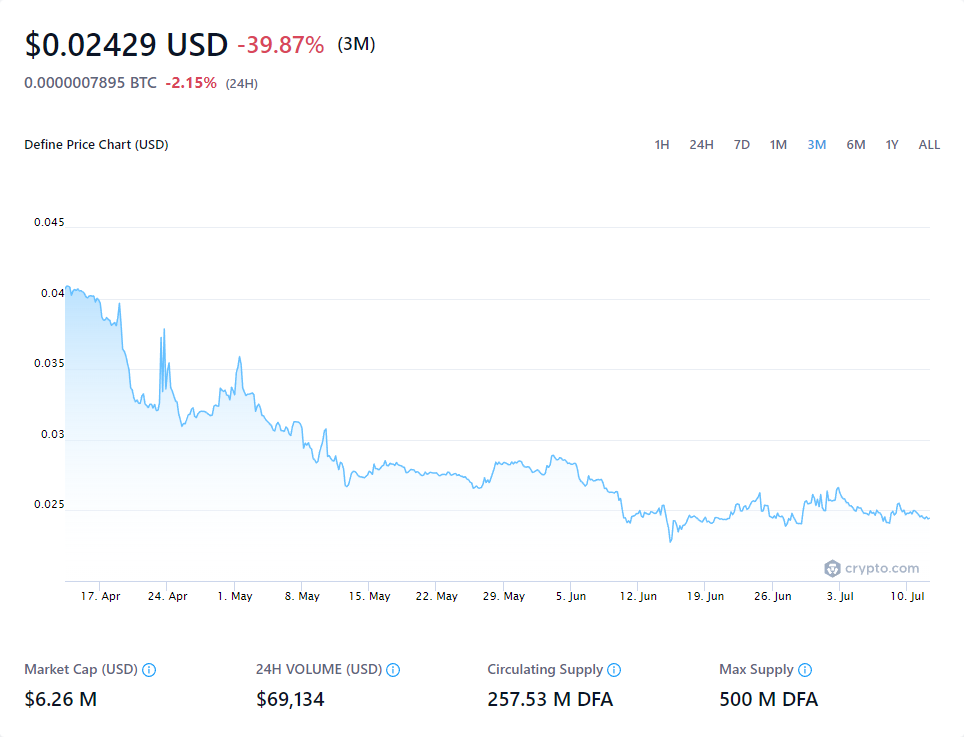 $0.02429 USD -39.87% (3M)
0.0000007895 BTC -2.15% (24H)
Define Price Chart (USD) 1H 24H 7D 1M 3M 6M 1Y ALL
0.045
0.04
0.035
0.03
0.025
crypto.com
17. Apr 24. Apr 1. May 8. May 15. May 22. May 29. May 5. Jun 12. Jun 19. Jun 26. Jun 3. Jul 10. Jul
Market Cap (USD) 24H VOLUME (USD) Circulating Supply Max Supply
$6.26 M $69,134 257.53 M DFA 500 M DFA